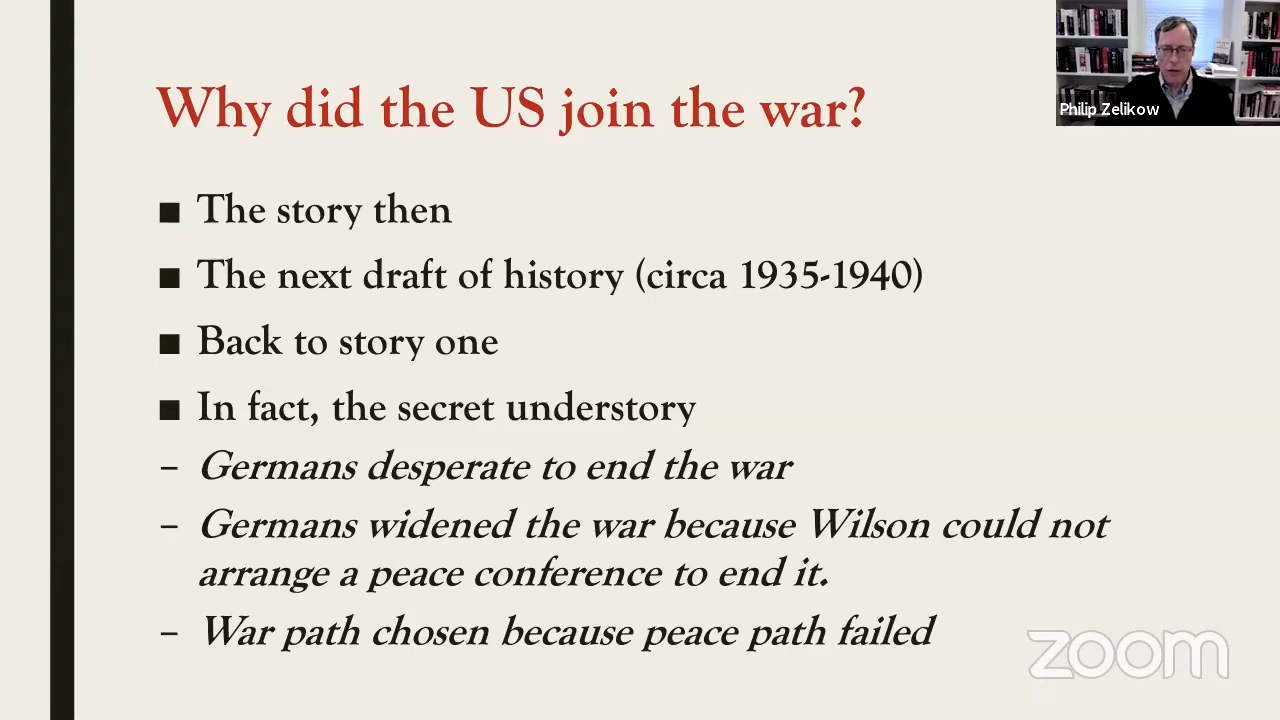 Why did the US join the war?
Philip Zelikow
■ The story then
■ The next draft of history (circa 1935-1940)
■ Back to story one
■ In fact, the secret understory
– Germans desperate to end the war
– Germans widened the war because Wilson could not
arrange a peace conference to end it.
– War path chosen because peace path failed
zoom